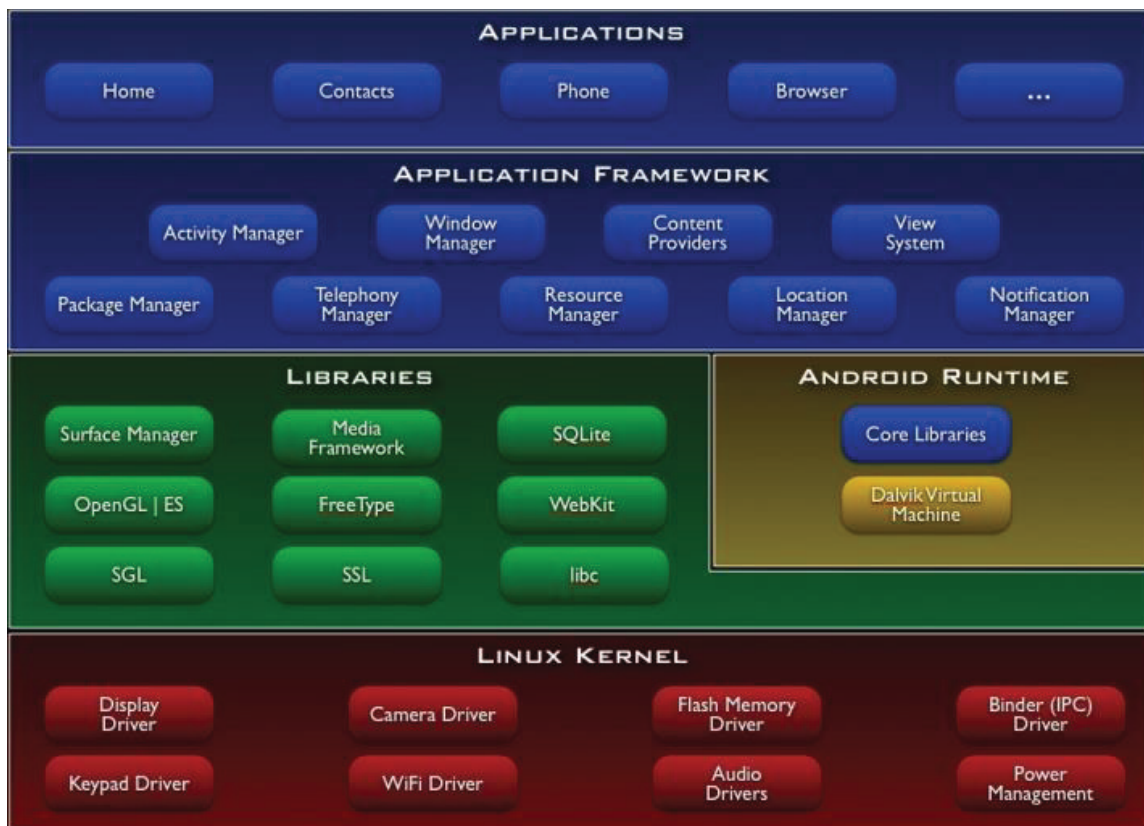 APPLICATIONS
Home
Contacts
Phone
Browser
...
APPLICATION FRAMEWORK
Activity Manager
Window
Manager
Content
Providers
View
System
Package Manager
Telephony
Manager
Resource
Manager
Location
Manager
Notification
Manager
LIBRARIES
Surface Manager
Media
Framework
SQLite
OpenGL | ES
FreeType
WebKit
SGL
SSL
libc
ANDROID RUNTIME
Core Libraries
Dalvik Virtual
Machine
LINUX KERNEL
Display
Driver
Camera Driver
Flash Memory
Driver
Binder (IPC)
Driver
Keypad Driver
WiFi Driver
Audio
Drivers
Power
Management